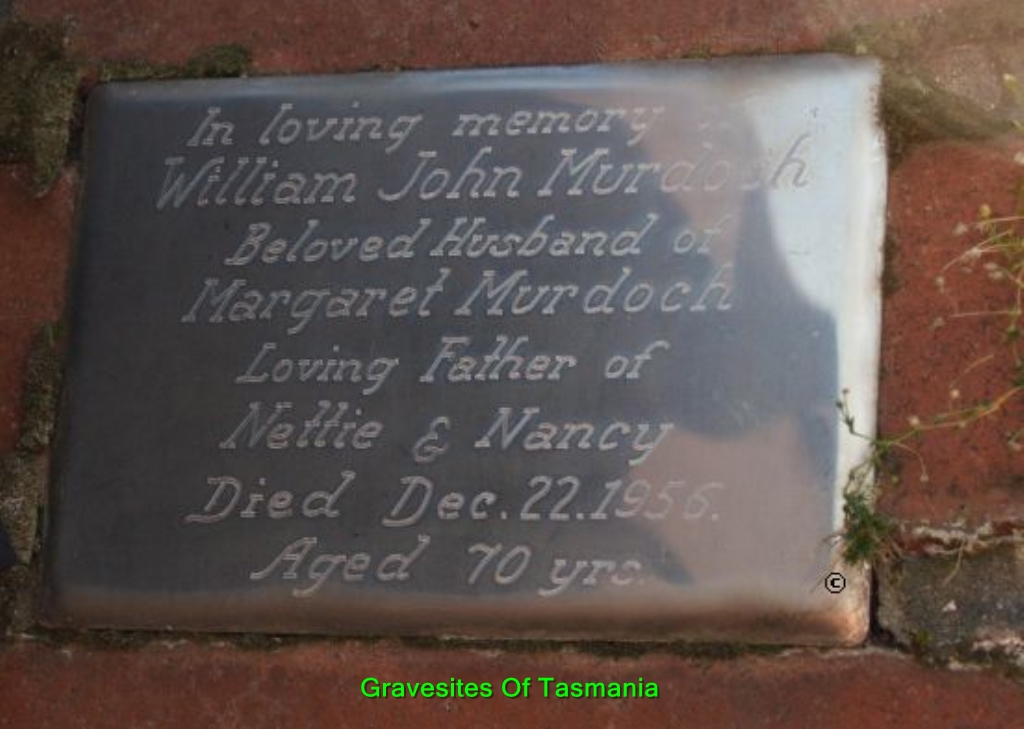 In loving memory
William John Murdoch
Beloved Husband of
Margaret Murdoch
Loving Father of
Nettie & Nancy
Died Dec. 22. 1956.
Aged 70 yrs.
©
Gravesites Of Tasmania